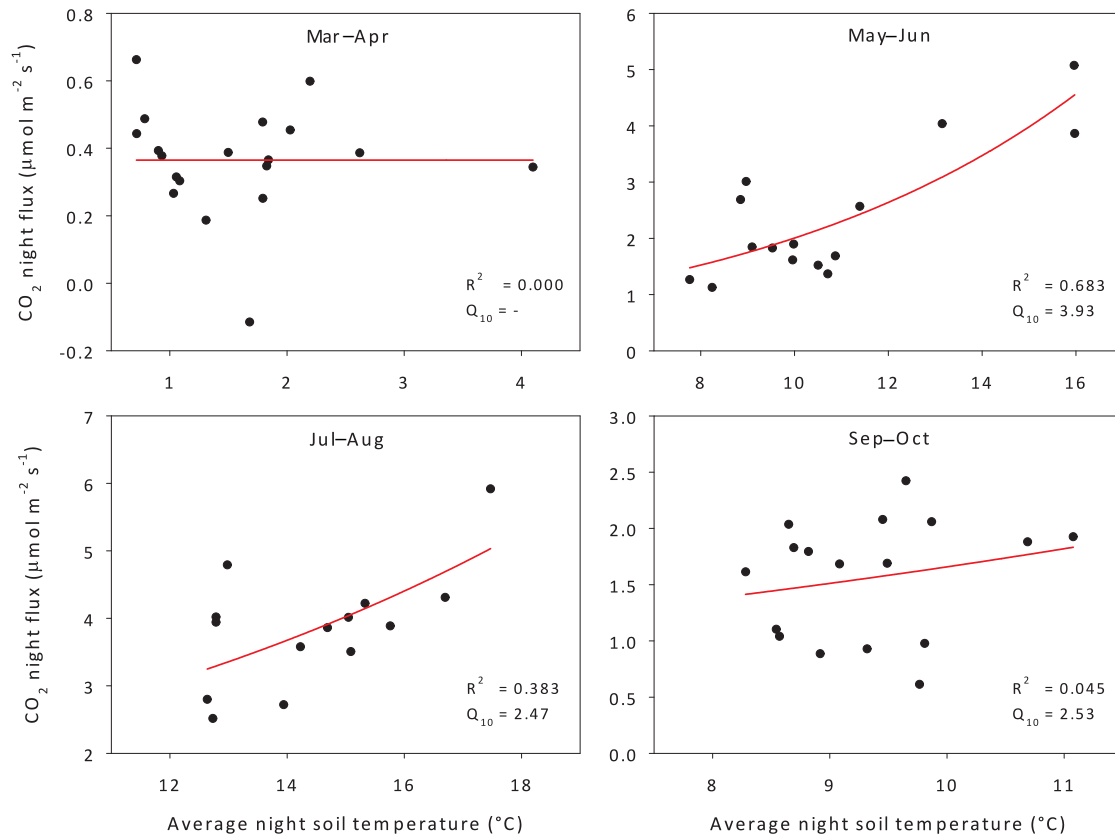 Mar–Apr
CO2 night flux (µmol m-2 s-1)
0.8
0.6
0.4
0.2
0.0
-0.2
R2 = 0.000
Q10 = -
1 2 3 4
May–Jun
6
5
4
3
2
1
0
R2 = 0.683
Q10 = 3.93
8 10 12 14 16
Jul–Aug
CO2 night flux (µmol m-2 s-1)
7
6
5
4
3
2
R2 = 0.383
Q10 = 2.47
12 14 16 18
Average night soil temperature (°C)
Sep–Oct
3.0
2.5
2.0
1.5
1.0
0.5
0.0
R2 = 0.045
Q10 = 2.53
8 9 10 11
Average night soil temperature (°C)